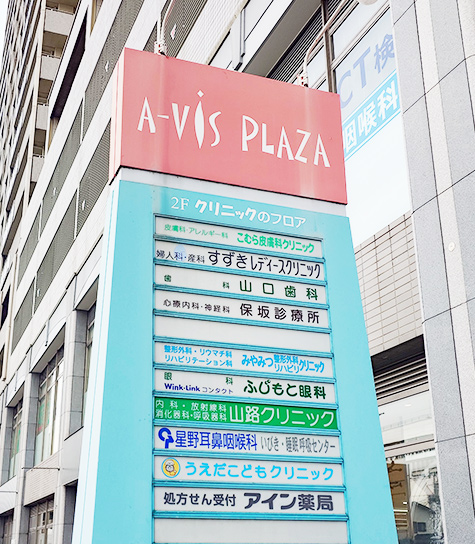 A-ViS PLAZA
CT検
咽喉科
2F クリニックのフロア
皮膚科・アレルギー科 こむら皮膚科クリニック
婦人科・産科 すずきレディースクリニック
歯科 山口歯科
心療内科・神経科 保坂診療所
整形外科・リウマチ科 みやみつ 整形外科
リハビリテーション科 リハビリクリニック
眼科 ふじもと眼科
Wink・Link コンタクト
内科・放射線科 山路クリニック
消化器科・呼吸器科
星野耳鼻咽喉科 いびき・睡眠呼吸センター
うえだこどもクリニック
処方せん受付 アイン薬局